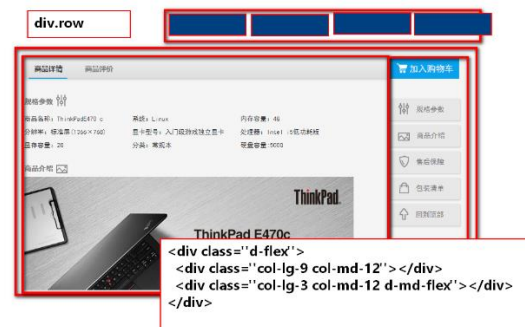 div.row
商品详情 商品评价
加入购物车
规格参数
商品名称: ThinkPadE470 c 系统: Linux 内存容量: 4G
分辨率: 标准屏(1366×768) 显卡型号: 入门级游戏独立显卡 处理器: Intel i5低功耗版
显存容量: 2G 分类: 常规本 硬盘容量:500G
商品介绍
规格参数
商品介绍
售后保障
包装清单
回到顶部
ThinkPad
ThinkPad E470c
<div class="d-flex">
<div class="col-lg-9 col-md-12"></div>
<div class="col-lg-3 col-md-12 d-md-flex"></div>
</div>